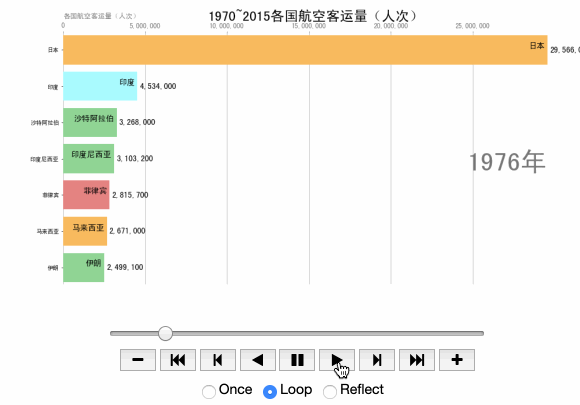 1970~2015各国航空客运量（人次）
各国航空客运量（人次）
0 5,000,000 10,000,000 15,000,000 20,000,000 25,000,000
日本 日本 29,566,0
印度 印度 4,534,000
沙特阿拉伯 沙特阿拉伯 3,268,000
印度尼西亚 印度尼西亚 3,103,200
1976年
菲律宾 菲律宾 2,815,700
马来西亚 马来西亚 2,671,000
伊朗 伊朗 2,499,100
Once Loop Reflect